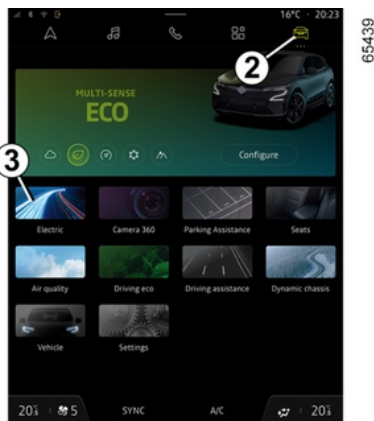 16°C · 20:23
2
MULTI-SENSE
ECO
Configure
3
Electric
Camera 360
Parking Assistance
Seats
Air quality
Driving eco
Driving assistance
Dynamic chassis
Vehicle
Settings
20 5 SYNC A/C 20
65439